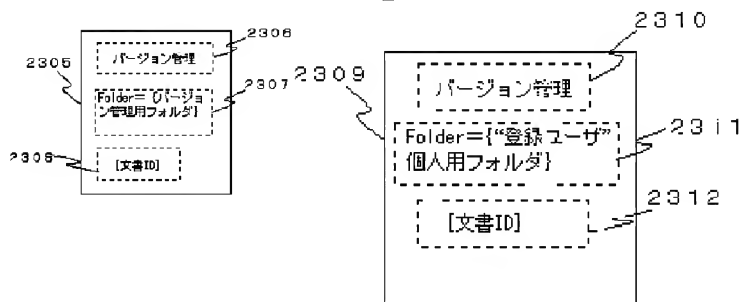 2306
バージョン管理
2305
2307
Folder={バージョ
ン管理用フォルダ}
2308
[文書ID]
2310
バージョン管理
2309
Folder={“登録ユーザ”
個人用フォルダ}
23i1
[文書ID]
2312